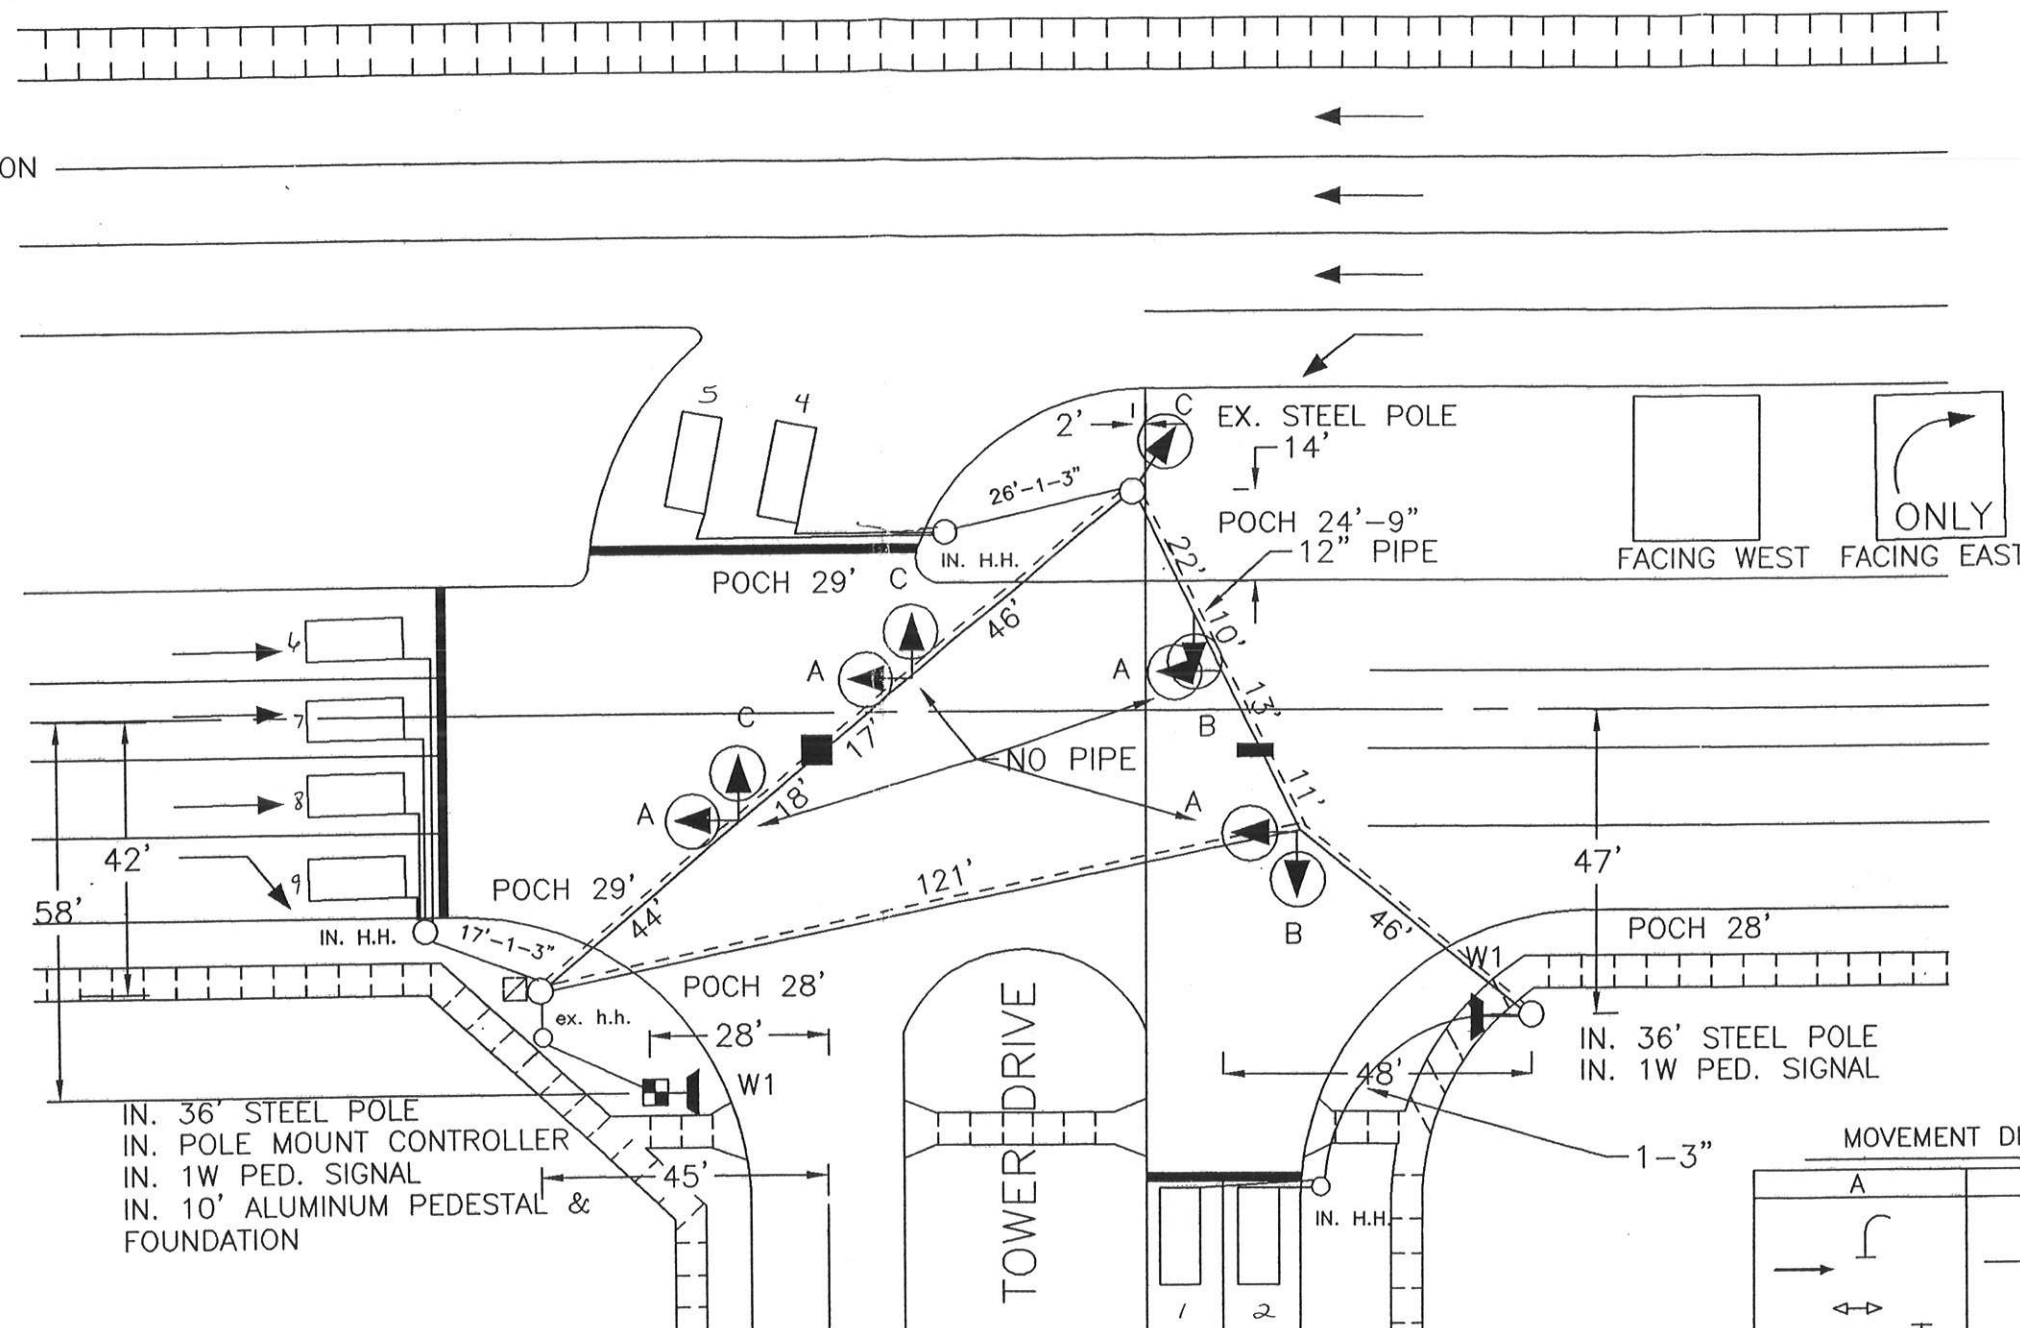 ON
5
4
2'
C
EX. STEEL POLE
14'
26'-1-3"
POCH 24'-9"
12" PIPE
ONLY
FACING WEST
FACING EAST
IN. H.H.
POCH 29'
C
22'
46'
10'
6
A
A
13'
7
C
17'
B
NO PIPE
11'
18'
A
A
8
42'
47'
9
POCH 29'
121'
58'
44'
46'
B
POCH 28'
IN. H.H.
17'-1-3"
W1
POCH 28'
ex. h.h.
28'
IN. 36' STEEL POLE
IN. 1W PED. SIGNAL
48'
W1
IN. 36' STEEL POLE
IN. POLE MOUNT CONTROLLER
IN. 1W PED. SIGNAL
IN. 10' ALUMINUM PEDESTAL &
FOUNDATION
45'
TOWER DRIVE
1-3"
MOVEMENT DI
A
IN. H.H.
1
2